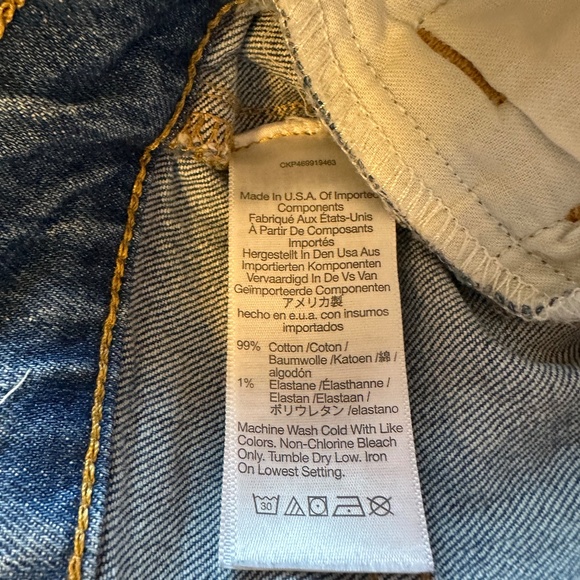 CKP469919463
Made In U.S.A. Of Imported
Components
Fabriqué Aux États-Unis
À Partir De Composants
Importés
Hergestellt In Den Usa Aus
Importierten Komponenten
Vervaardigd In De Vs Van
Geïmporteerde Componenten
アメリカ製
hecho en e.u.a. con insumos
importados
99% Cotton /Coton /
Baumwolle /Katoen /綿 /
algodón
1% Elastane /Élasthanne /
Elastan /Elastaan /
ポリウレタン /elastano
Machine Wash Cold With Like
Colors. Non-Chlorine Bleach
Only. Tumble Dry Low. Iron
On Lowest Setting.
30